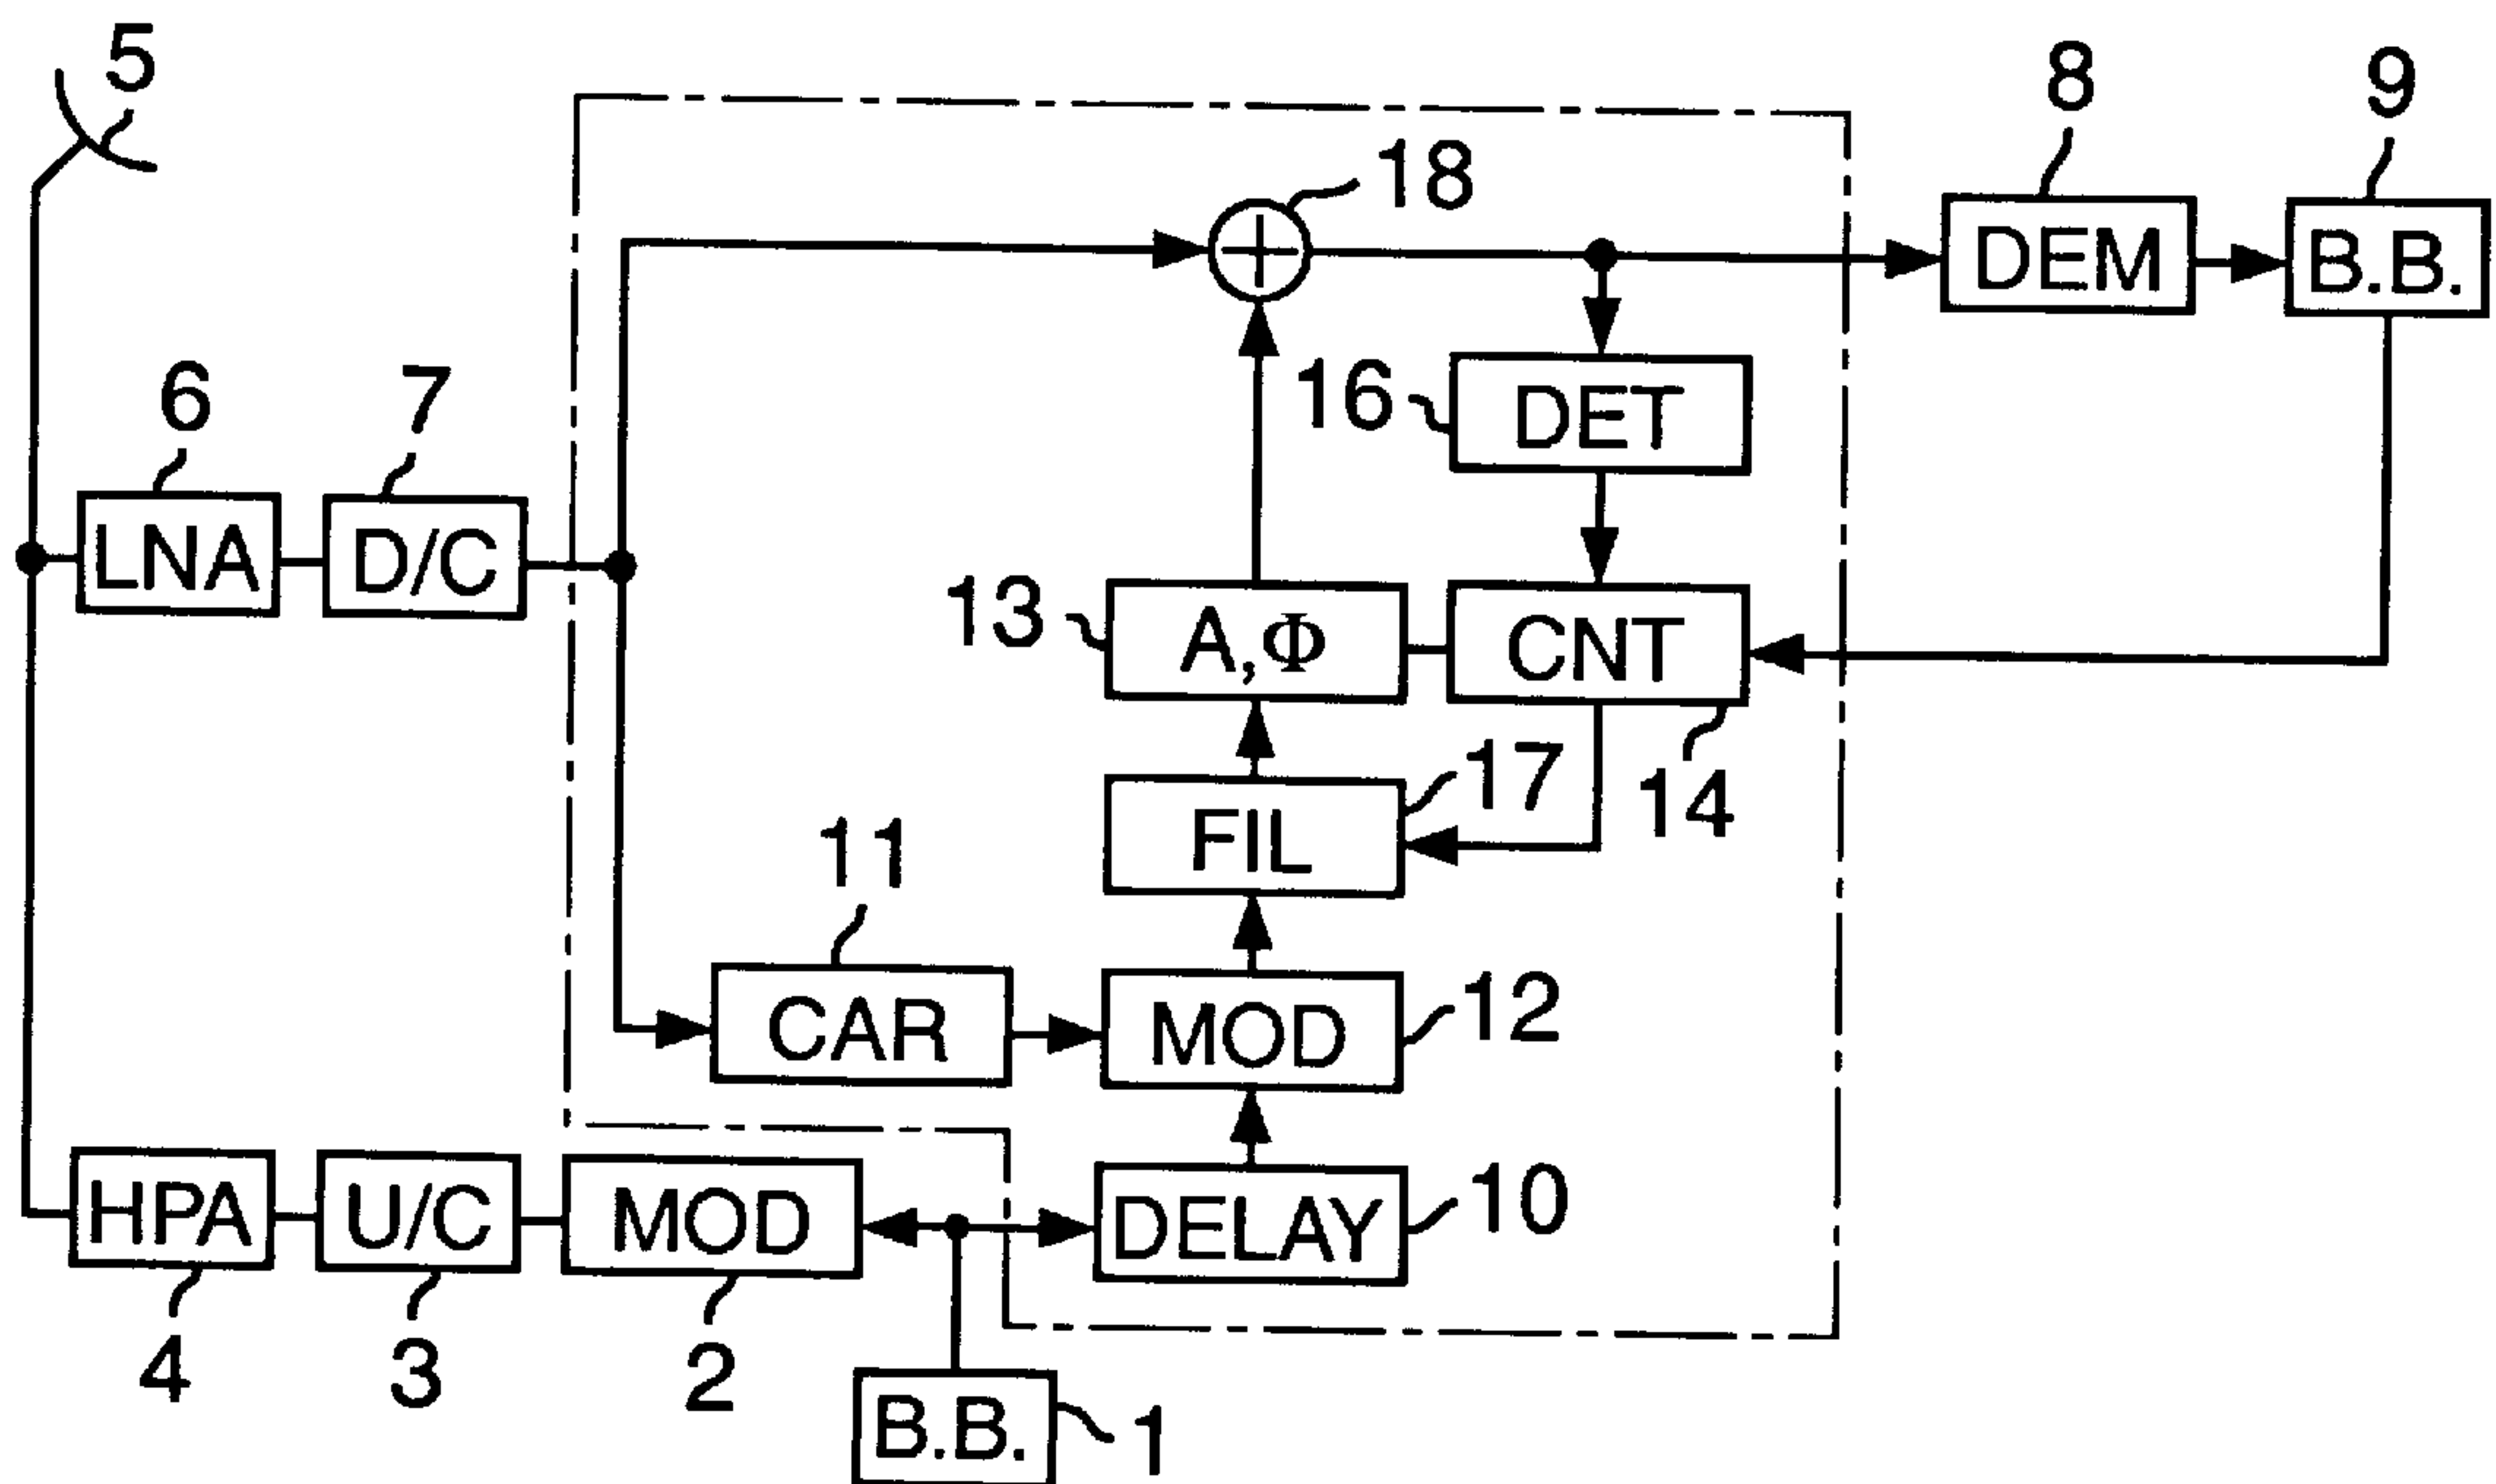 5
8
9
18
DEM
B.B.
6
7
16
DET
LNA
D/C
13
A,Φ
CNT
17
14
FIL
11
CAR
MOD
12
HPA
U/C
MOD
DELAY
10
4
3
2
B.B.
1